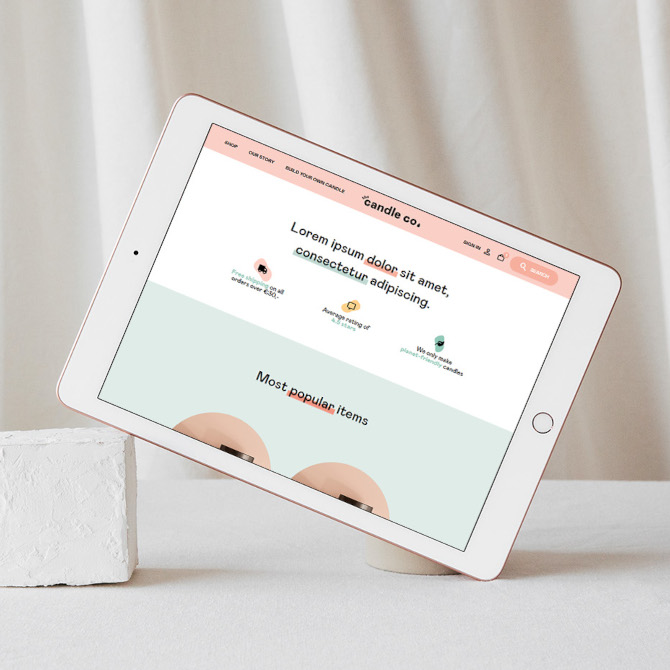 SHOP
OUR STORY
BUILD YOUR OWN CANDLE
candle co.
SIGN IN
SEARCH
Lorem ipsum dolor sit amet,
consectetur adipiscing.
Free shipping on all
orders over €50,-
Average rating of
4.5 stars
We only make
planet-friendly candles
Most popular items